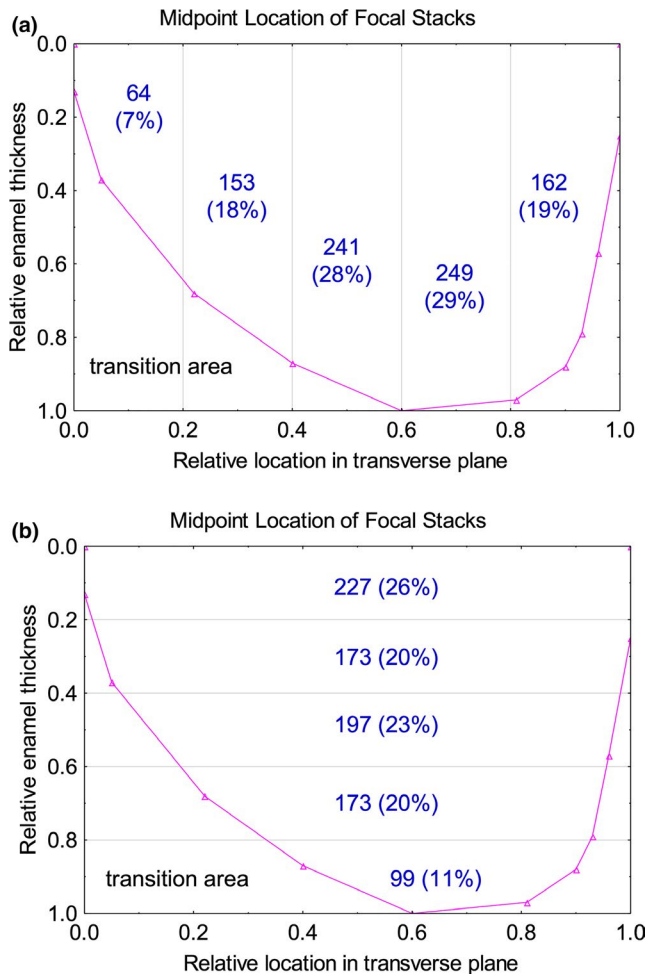 (a)
Midpoint Location of Focal Stacks
0.0
0.2
0.4
0.6
0.8
1.0
Relative enamel thickness
64
(7%)
153
(18%)
241
(28%)
249
(29%)
162
(19%)
transition area
0.0 0.2 0.4 0.6 0.8 1.0
Relative location in transverse plane
(b)
Midpoint Location of Focal Stacks
0.0
0.2
0.4
0.6
0.8
1.0
Relative enamel thickness
227 (26%)
173 (20%)
197 (23%)
173 (20%)
99 (11%)
transition area
0.0 0.2 0.4 0.6 0.8 1.0
Relative location in transverse plane